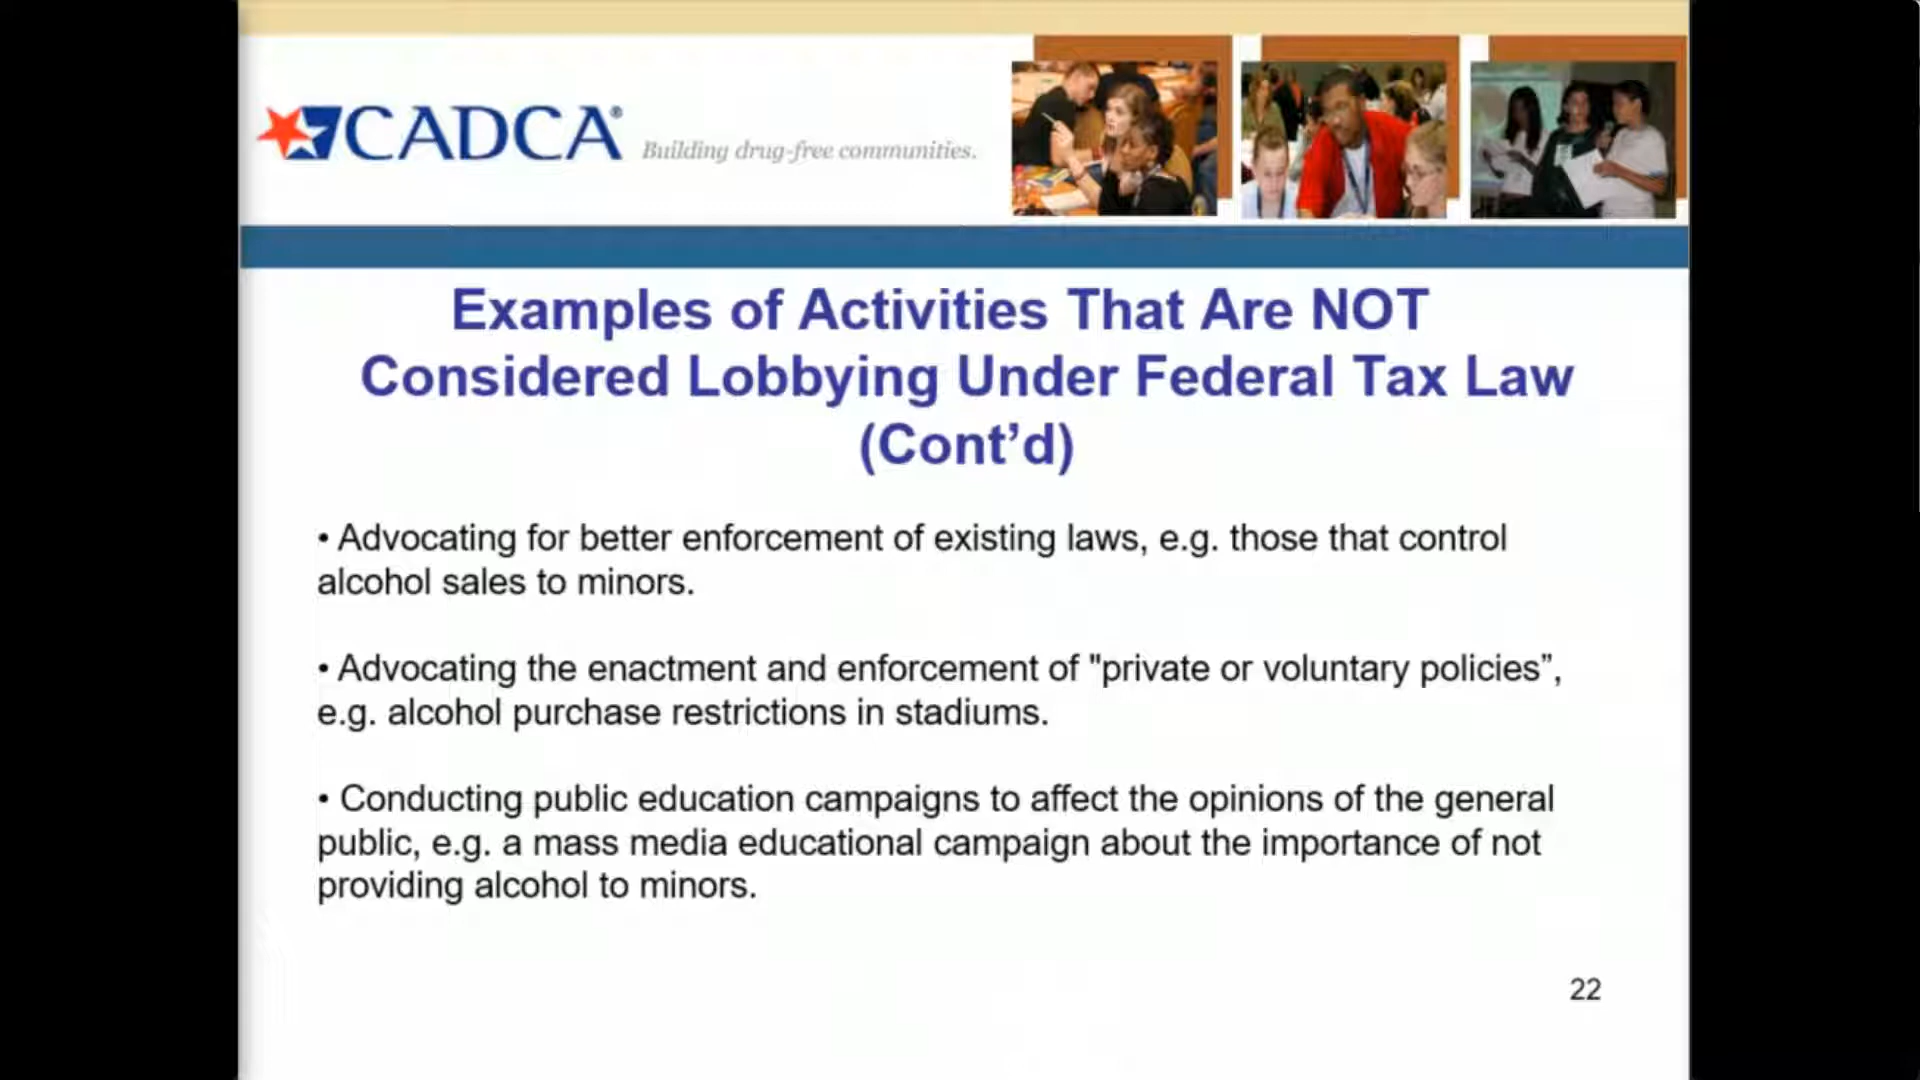 CADCA® Building drug-free communities.
Examples of Activities That Are NOT
Considered Lobbying Under Federal Tax Law
(Cont’d)
• Advocating for better enforcement of existing laws, e.g. those that control
alcohol sales to minors.
• Advocating the enactment and enforcement of "private or voluntary policies”,
e.g. alcohol purchase restrictions in stadiums.
• Conducting public education campaigns to affect the opinions of the general
public, e.g. a mass media educational campaign about the importance of not
providing alcohol to minors.
22